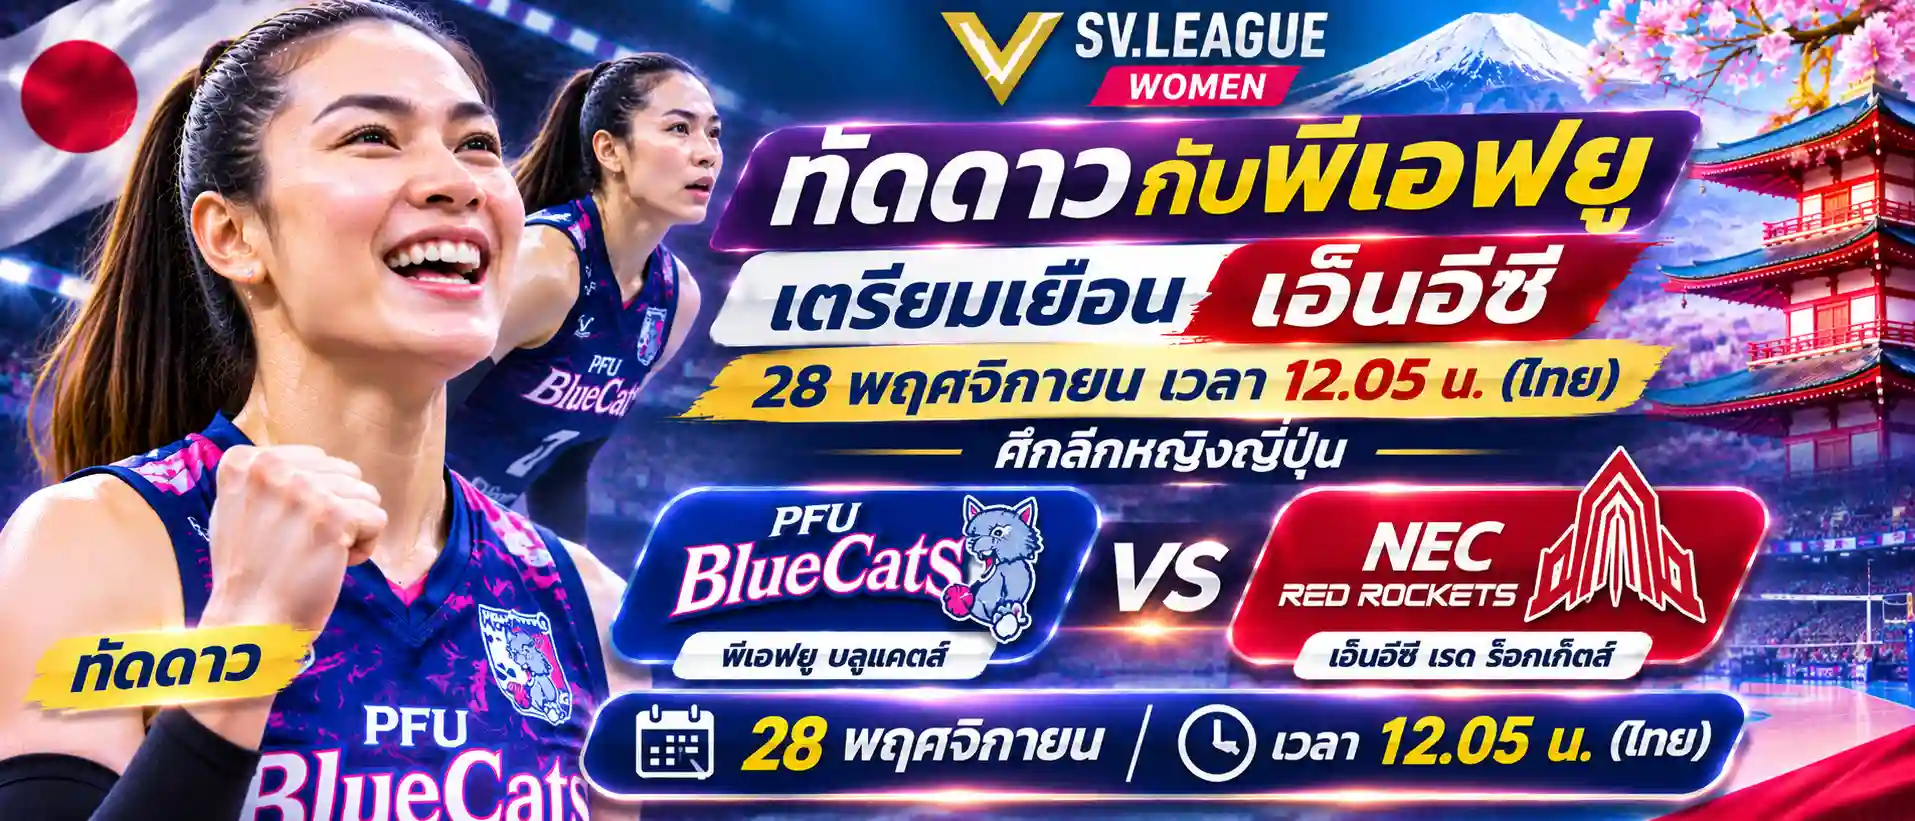 SV.LEAGUE
WOMEN
ทัดดาว กับ พีเอฟยู
เตรียมเยือน เอ็นอีซี
28 พฤศจิกายน เวลา 12.05 น. (ไทย)
ศึกลีกหญิงญี่ปุ่น
PFU
BlueCats
พีเอฟยู บลูแคตส์
VS
NEC
RED ROCKETS
เอ็นอีซี เรด ร็อกเก็ตส์
28 พฤศจิกายน / เวลา 12.05 น. (ไทย)
ทัดดาว
PFU
BlueCats
PFU
BlueCats